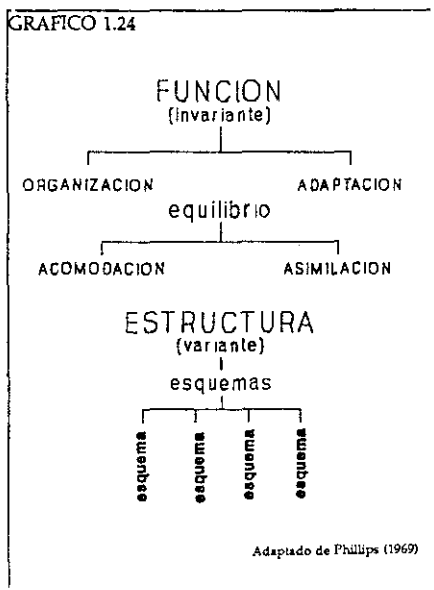 GRAFICO 1.24
FUNCION
(invariante)
ORGANIZACION ADAPTACION
equilibrio
ACOMODACION ASIMILACION
ESTRUCTURA
(variante)
esquemas
esquema esquema esquema esquema
Adaptado de Phillips (1969)